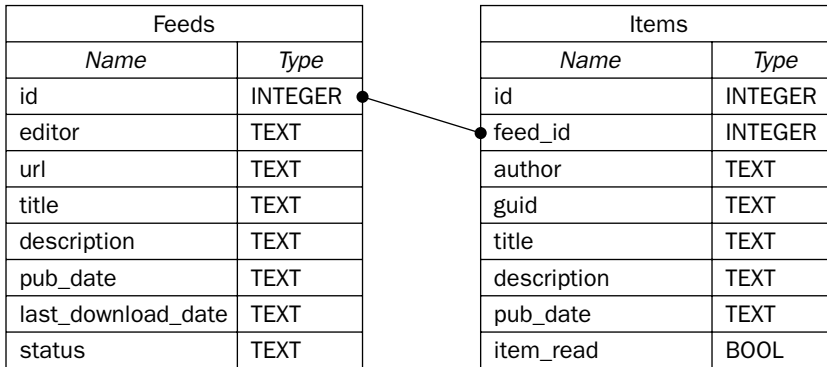 Feeds
Name Type
id INTEGER
editor TEXT
url TEXT
title TEXT
description TEXT
pub_date TEXT
last_download_date TEXT
status TEXT
Items
Name Type
id INTEGER
feed_id INTEGER
author TEXT
guid TEXT
title TEXT
description TEXT
pub_date TEXT
item_read BOOL